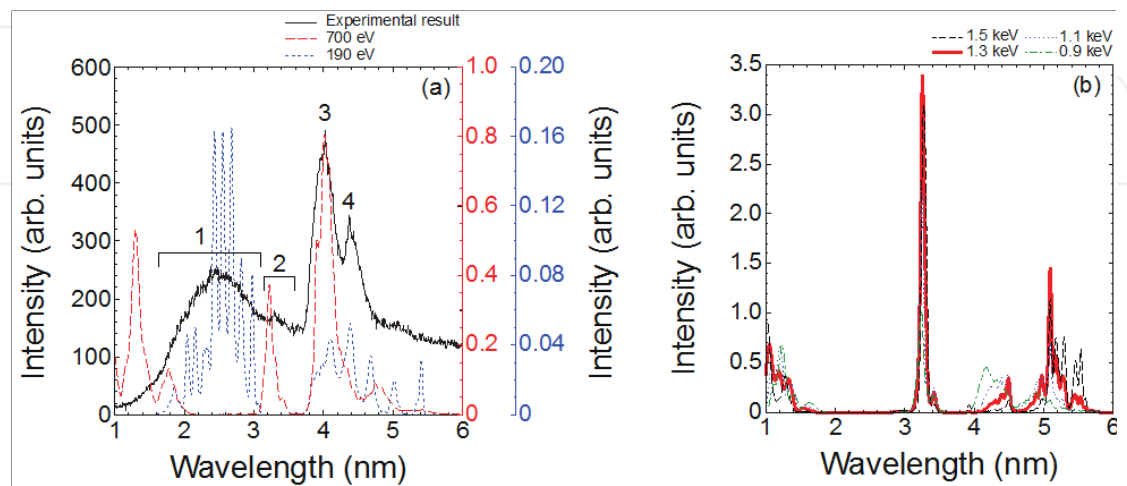 Experimental result
700 eV
190 eV
(a)
600
500
400
300
200
100
0
1.0
0.8
0.6
0.4
0.2
0
0.20
0.16
0.12
0.08
0.04
0
1
2
3
4
1 2 3 4 5 6
Intensity (arb. units)
Intensity (arb. units)
Wavelength (nm)
1.5 keV 1.1 keV
1.3 keV 0.9 keV
(b)
3.5
3.0
2.5
2.0
1.5
1.0
0.5
0
1 2 3 4 5 6
Intensity (arb. units)
Wavelength (nm)